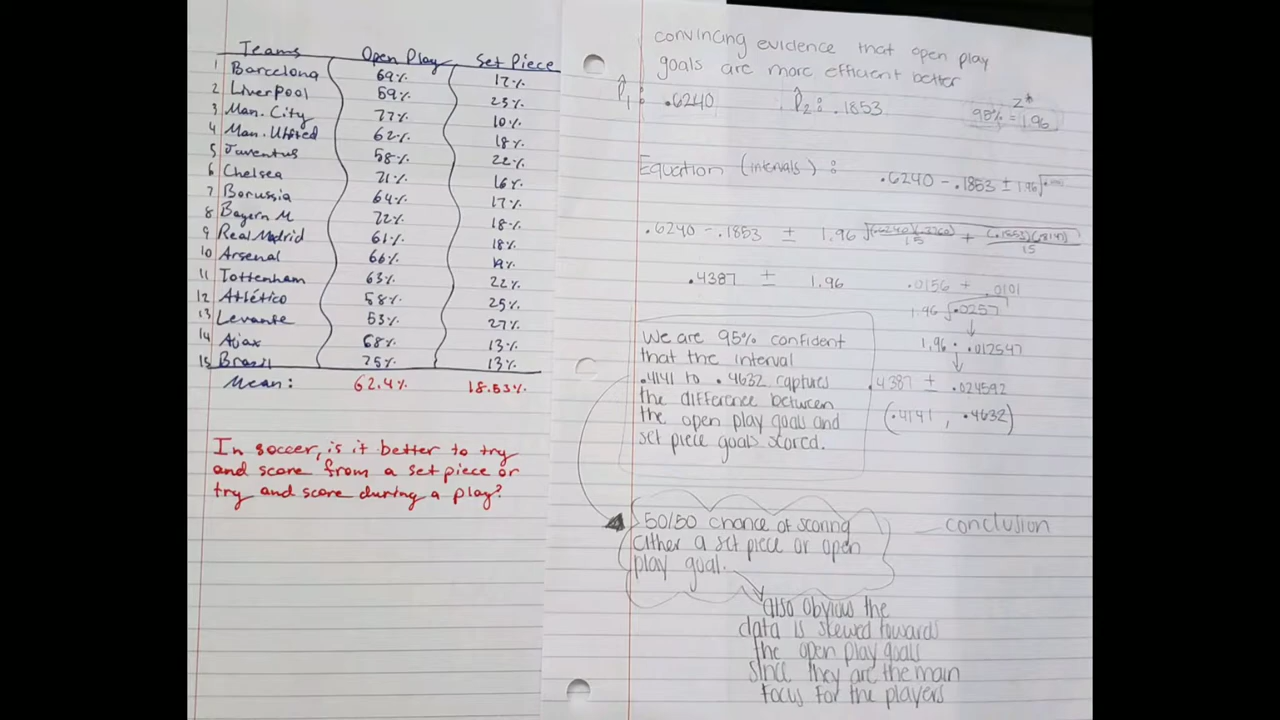 Teams Open Play Set Piece
1 Barcelona 69% 17%
2 Liverpool 59% 23%
3 Man. City 77% 10%
4 Man. United 62% 18%
5 Juventus 58% 22%
6 Chelsea 71% 16%
7 Borussia 64% 17%
8 Bayern M 72% 18%
9 Real Madrid 61% 18%
10 Arsenal 66% 19%
11 Tottenham 63% 22%
12 Atlético 58% 25%
13 Levante 53% 27%
14 Ajax 68% 13%
15 Brasil 75% 13%
Mean: 62.4% 18.53%
In soccer, is it better to try
and score from a set piece or
try and score during a play?
convincing evidence that open play
goals are more efficient better
p̂₁: .6240 p̂₂: .1853
z*
95% = 1.96
Equation (intervals): .6240 - .1853 ± 1.96√
.6240 - .1853 ± 1.96 √(.6240)(.3760)/15 + (.1853)(.8147)/15
.4387 ± 1.96 .0156 + .0101
1.96√.0257
1.96 · .012547
.4387 ± .024592
(.4141, .4632)
We are 95% confident
that the interval
.4141 to .4632 captures
the difference between
the open play goals and
set piece goals scored.
50/50 chance of scoring
either a set piece or open
play goal.
conclusion
also obvious the
data is skewed towards
the open play goals
since they are the main
focus for the players